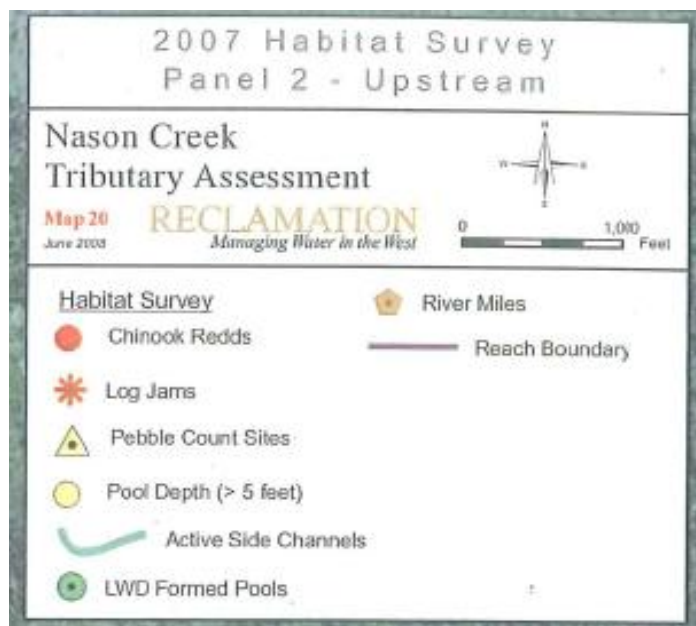 2007 Habitat Survey
Panel 2 - Upstream
Nason Creek
Tributary Assessment
Map 20
June 2008
RECLAMATION
Managing Water in the West
N
W
E
S
0 1,000
Feet
Habitat Survey
Chinook Redds
Log Jams
Pebble Count Sites
Pool Depth (> 5 feet)
Active Side Channels
LWD Formed Pools
River Miles
Reach Boundary